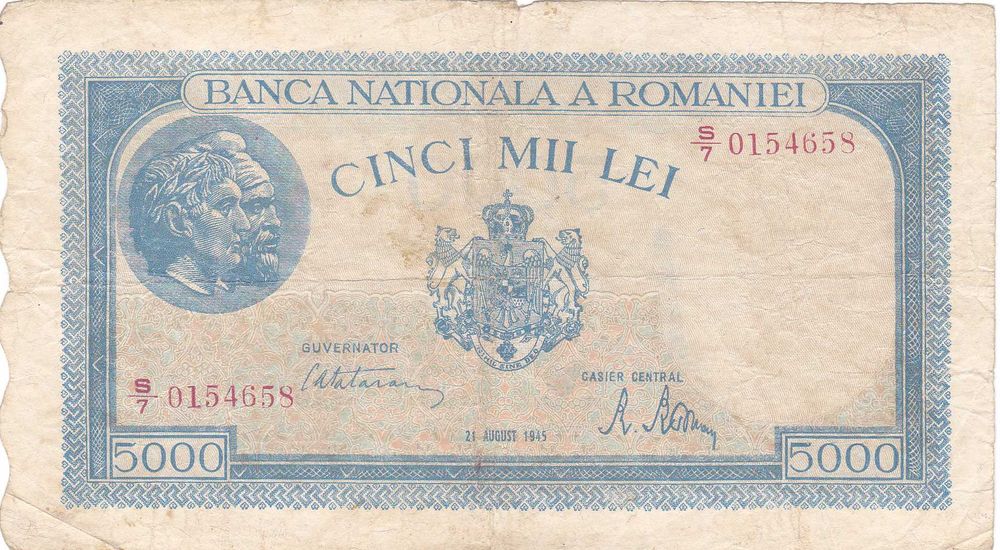 BANCA NATIONALA A ROMANIEI
S/7 0154658
CINCI MII LEI
GUVERNATOR
CASIER CENTRAL
S/7 0154658
21 AUGUST 1945
5000
5000